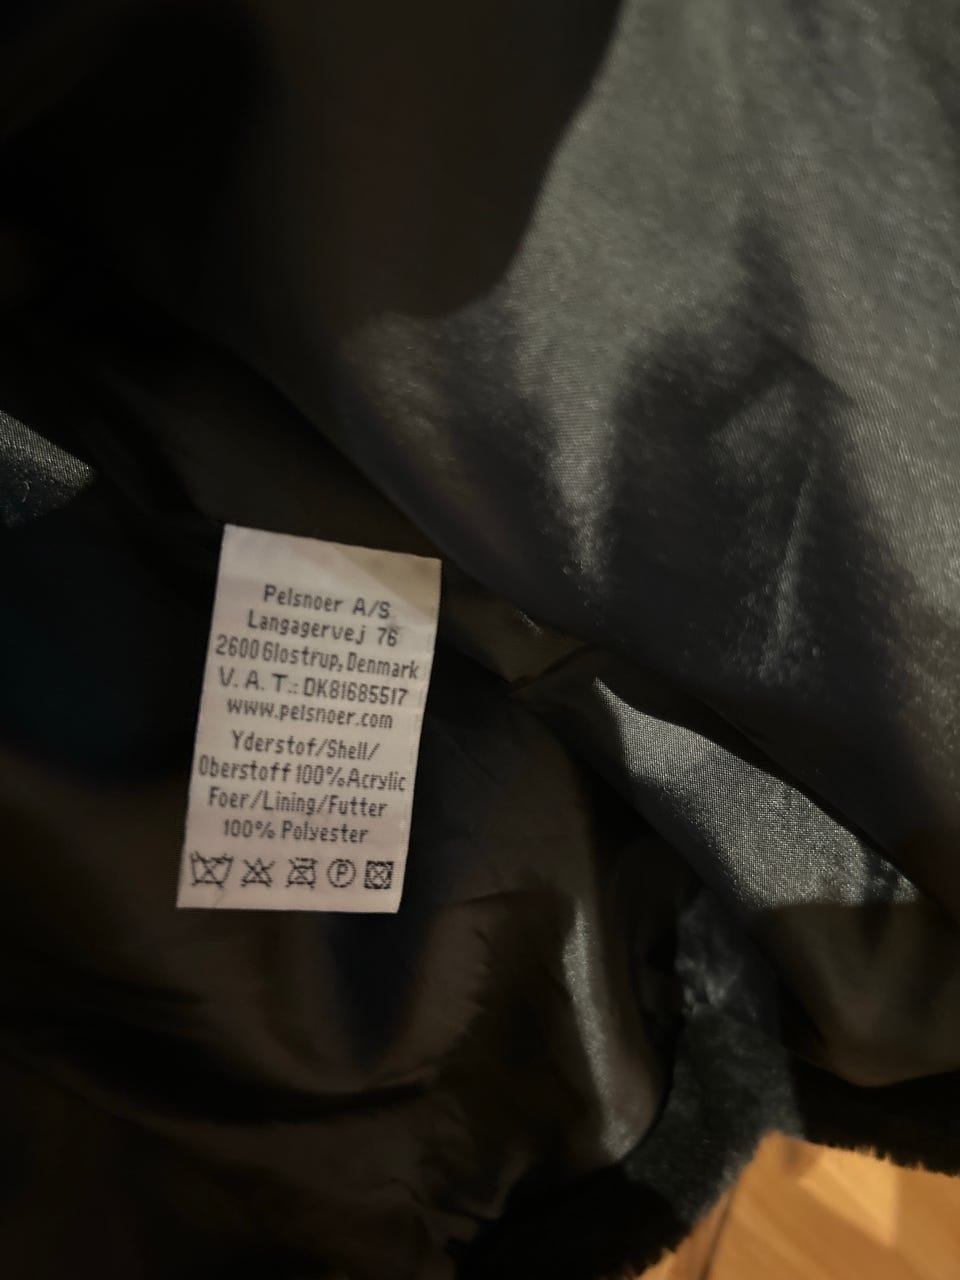 Pelsnoer A/S
Langagervej 76
2600 Glostrup, Denmark
V. A. T.: DK81685517
www.pelsnoer.com
Yderstof/Shell/
Oberstoff 100% Acrylic
Foer/Lining/Futter
100% Polyester
P